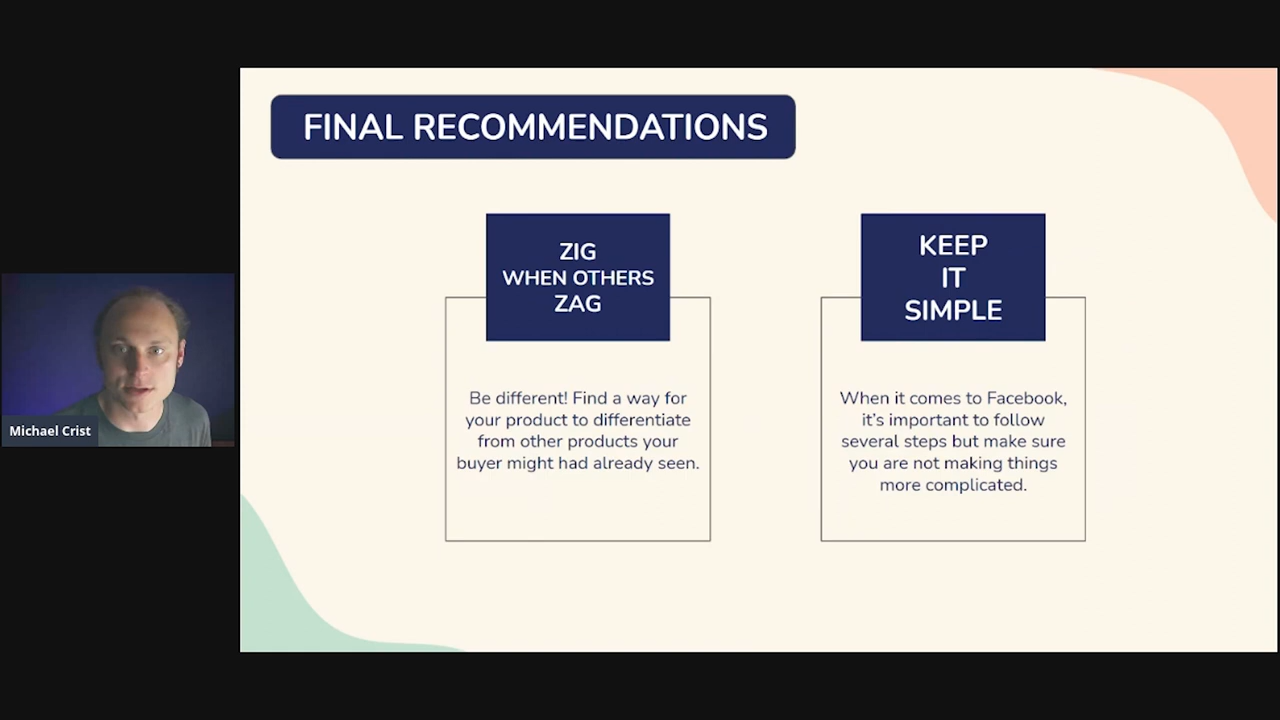 FINAL RECOMMENDATIONS
ZIG
WHEN OTHERS
ZAG
Be different! Find a way for
your product to differentiate
from other products your
buyer might had already seen.
KEEP
IT
SIMPLE
When it comes to Facebook,
it's important to follow
several steps but make sure
you are not making things
more complicated.
Michael Crist